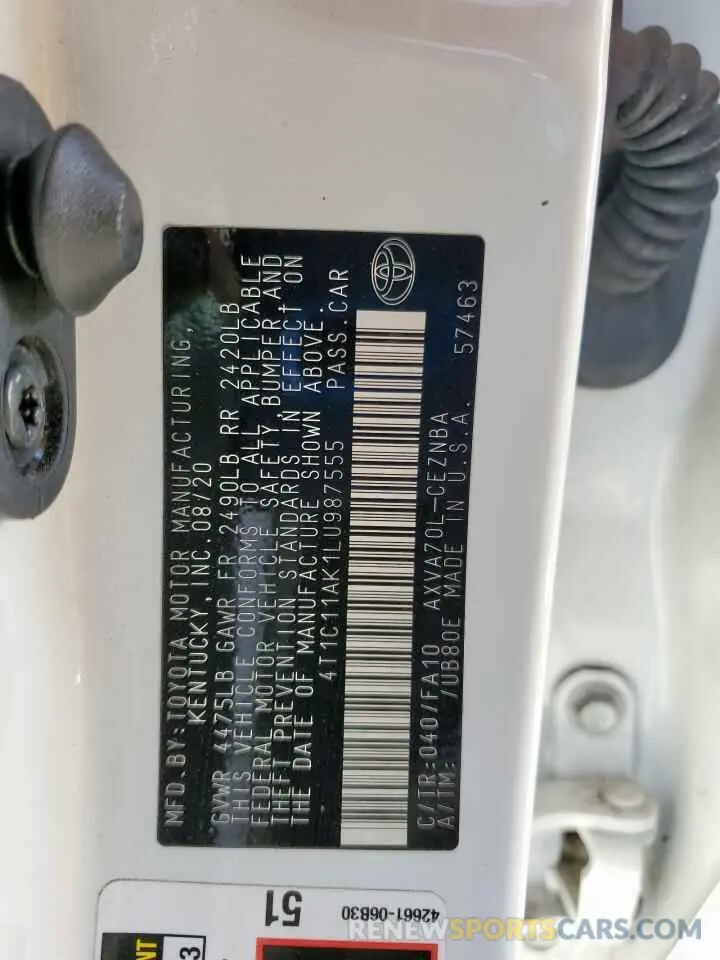 MFD.BY:TOYOTA MOTOR MANUFACTURING,
KENTUCKY, INC. 08/20
GVWR 4475LB GAWR FR 2490LB RR 2420LB
THIS VEHICLE CONFORMS TO ALL APPLICABLE
FEDERAL MOTOR VEHICLE SAFETY, BUMPER, AND
THEFT PREVENTION STANDARDS IN EFFECT ON
THE DATE OF MANUFACTURE SHOWN ABOVE.
4T1C11AK1LU987555 PASS.CAR
C/TR:040/FA10 AXVA70L-CEZNBA
A/TM: /UB80E MADE IN U.S.A. 57463
51
42661-06B30
NT
3
RENEWSPORTSCARS.COM